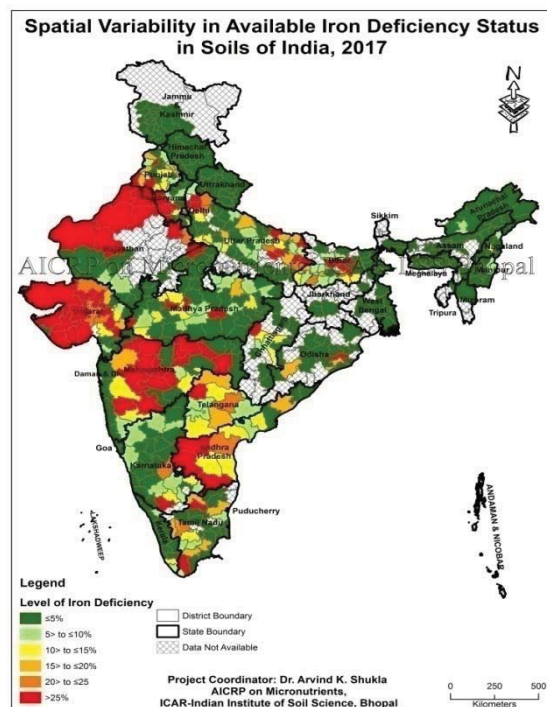 Spatial Variability in Available Iron Deficiency Status
in Soils of India, 2017
N
Jammu
Kashmir
Himachal
Pradesh
Punjab
Uttrakhand
Haryana
Delhi
Arunachal
Pradesh
Sikkim
Rajasthan
Uttar Pradesh
Assam
Nagaland
Bihar
Meghalaya
Manipur
AICRP on Bhopal
Jharkhand
Tripura
Mizoram
Gujarat
Madhya Pradesh
West
Bengal
Chhattisgarh
Odisha
Daman &
Maharashtra
Telangana
Goa
Andhra
Pradesh
Karnataka
Puducherry
LAKSHADWEEP
Kerala
Tamil Nadu
ANDAMAN & NICOBAR
Legend
Level of Iron Deficiency
≤5%
5> to ≤10%
10> to ≤15%
15> to ≤20%
20> to ≤25
>25%
District Boundary
State Boundary
Data Not Available
Project Coordinator: Dr. Arvind K. Shukla
AICRP on Micronutrients,
ICAR-Indian Institute of Soil Science, Bhopal
0 250 500
Kilometers